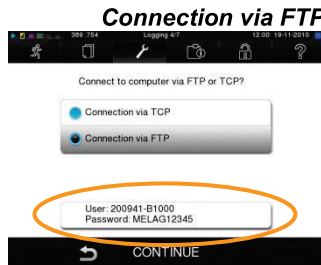 Connection via FTP
389 :754 Logging 4/7 12:00 19-11-2010
Connect to computer via FTP or TCP?
Connection via TCP
Connection via FTP
User: 200941-B1000
Password: MELAG12345
CONTINUE